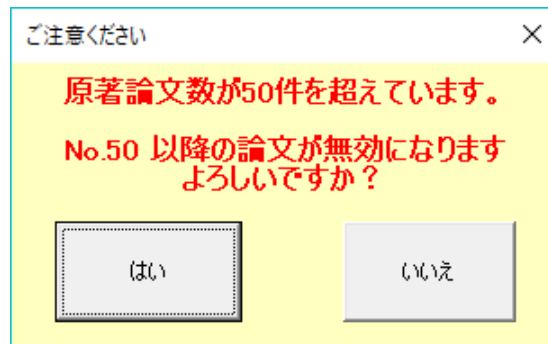 ご注意ください
原著論文数が50件を超えています。
No.50 以降の論文が無効になります
よろしいですか？
はい
いいえ